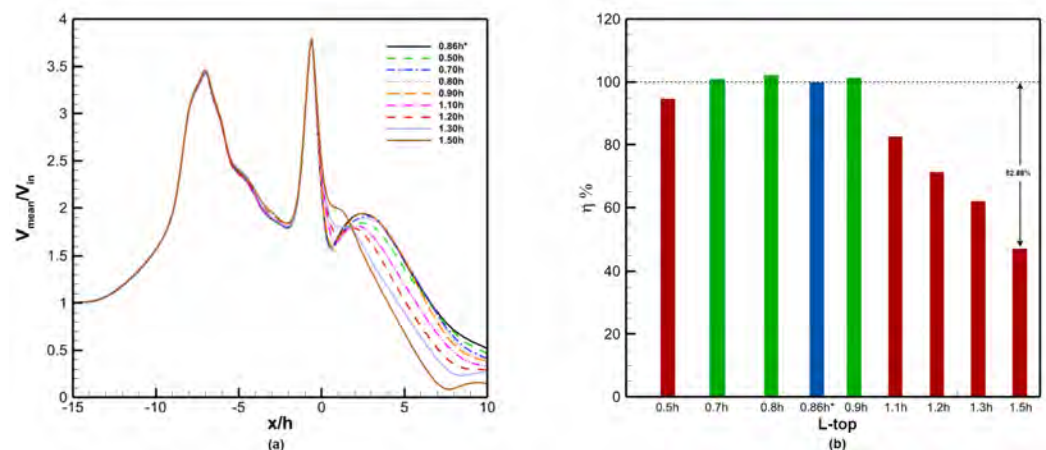 4
3.5
3
2.5
2
1.5
1
0.5
0
V_mean/V_in
0.86h*
0.50h
0.70h
0.80h
0.90h
1.10h
1.20h
1.30h
1.50h
-15 -10 -5 0 5 10
x/h
(a)
120
100
80
60
40
20
0
η %
52.88%
0.5h 0.7h 0.8h 0.86h* 0.9h 1.1h 1.2h 1.3h 1.5h
L-top
(b)